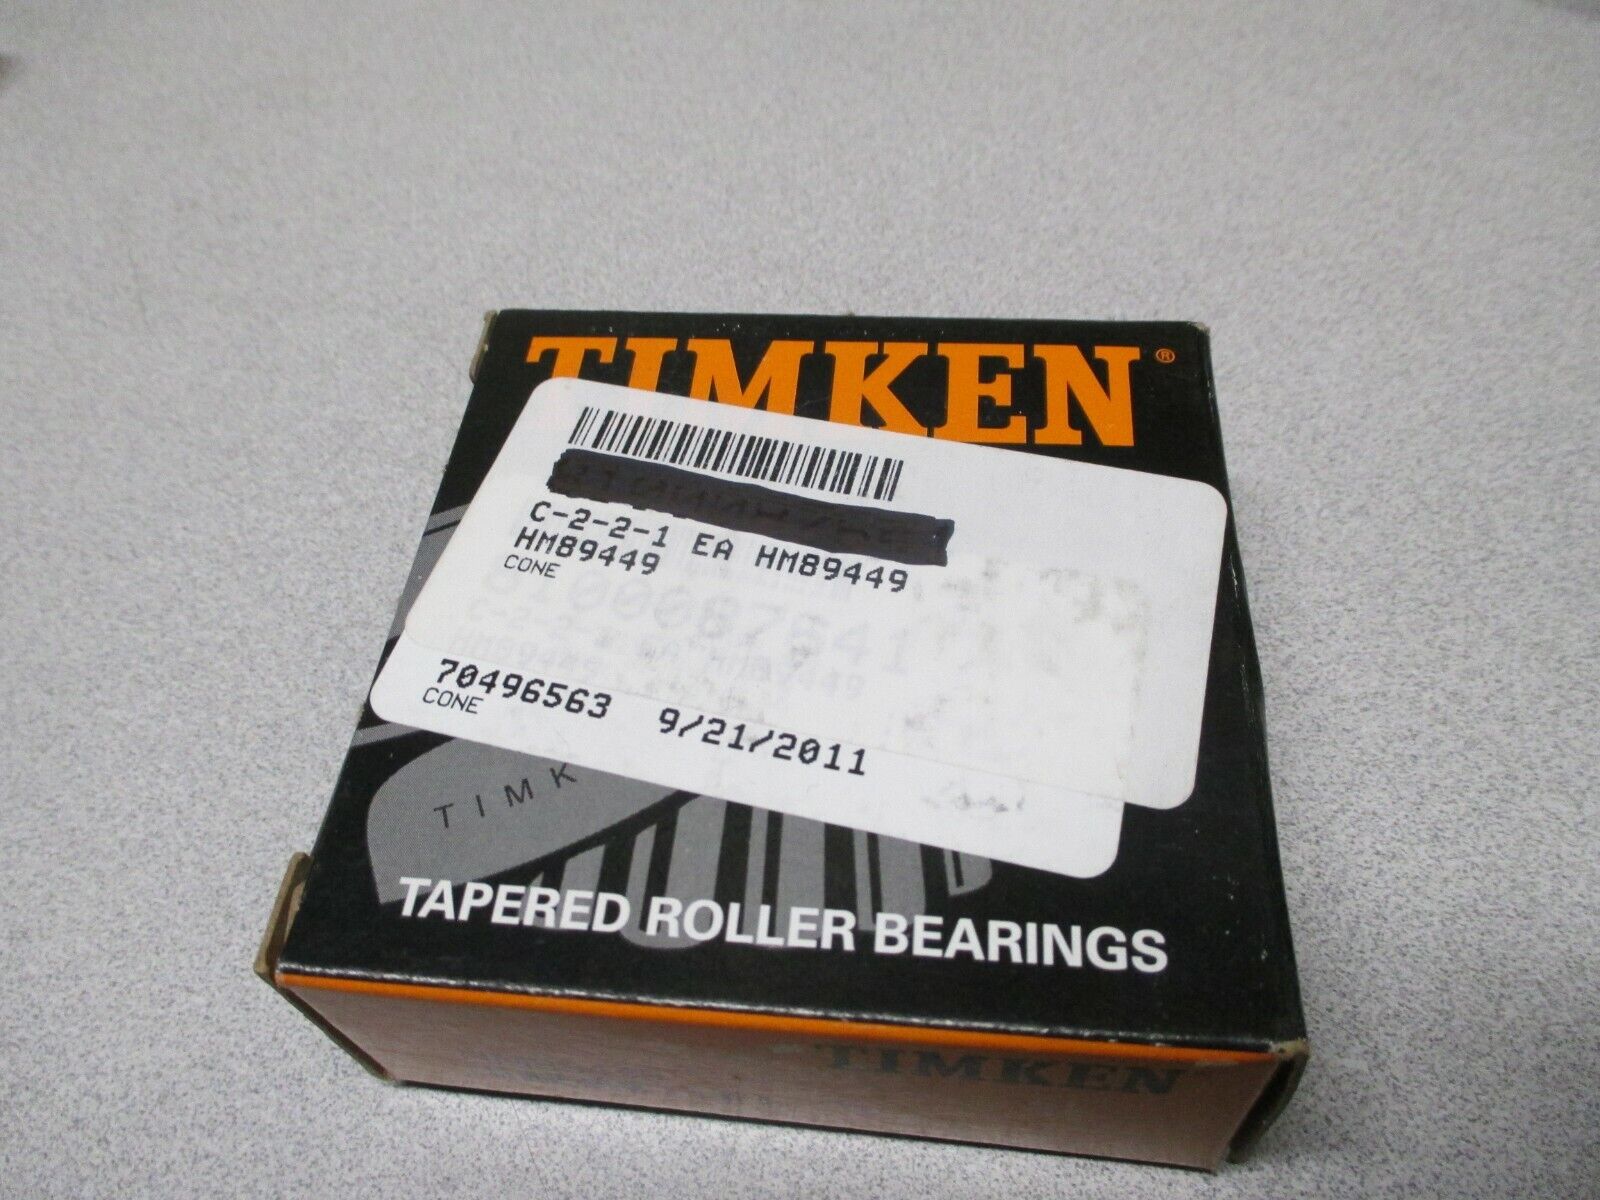 TIMKEN®
C-2-2-1 EA HM89449
HM89449
CONE
70496563 9/21/2011
CONE
TIMK
TAPERED ROLLER BEARINGS
TIMKEN